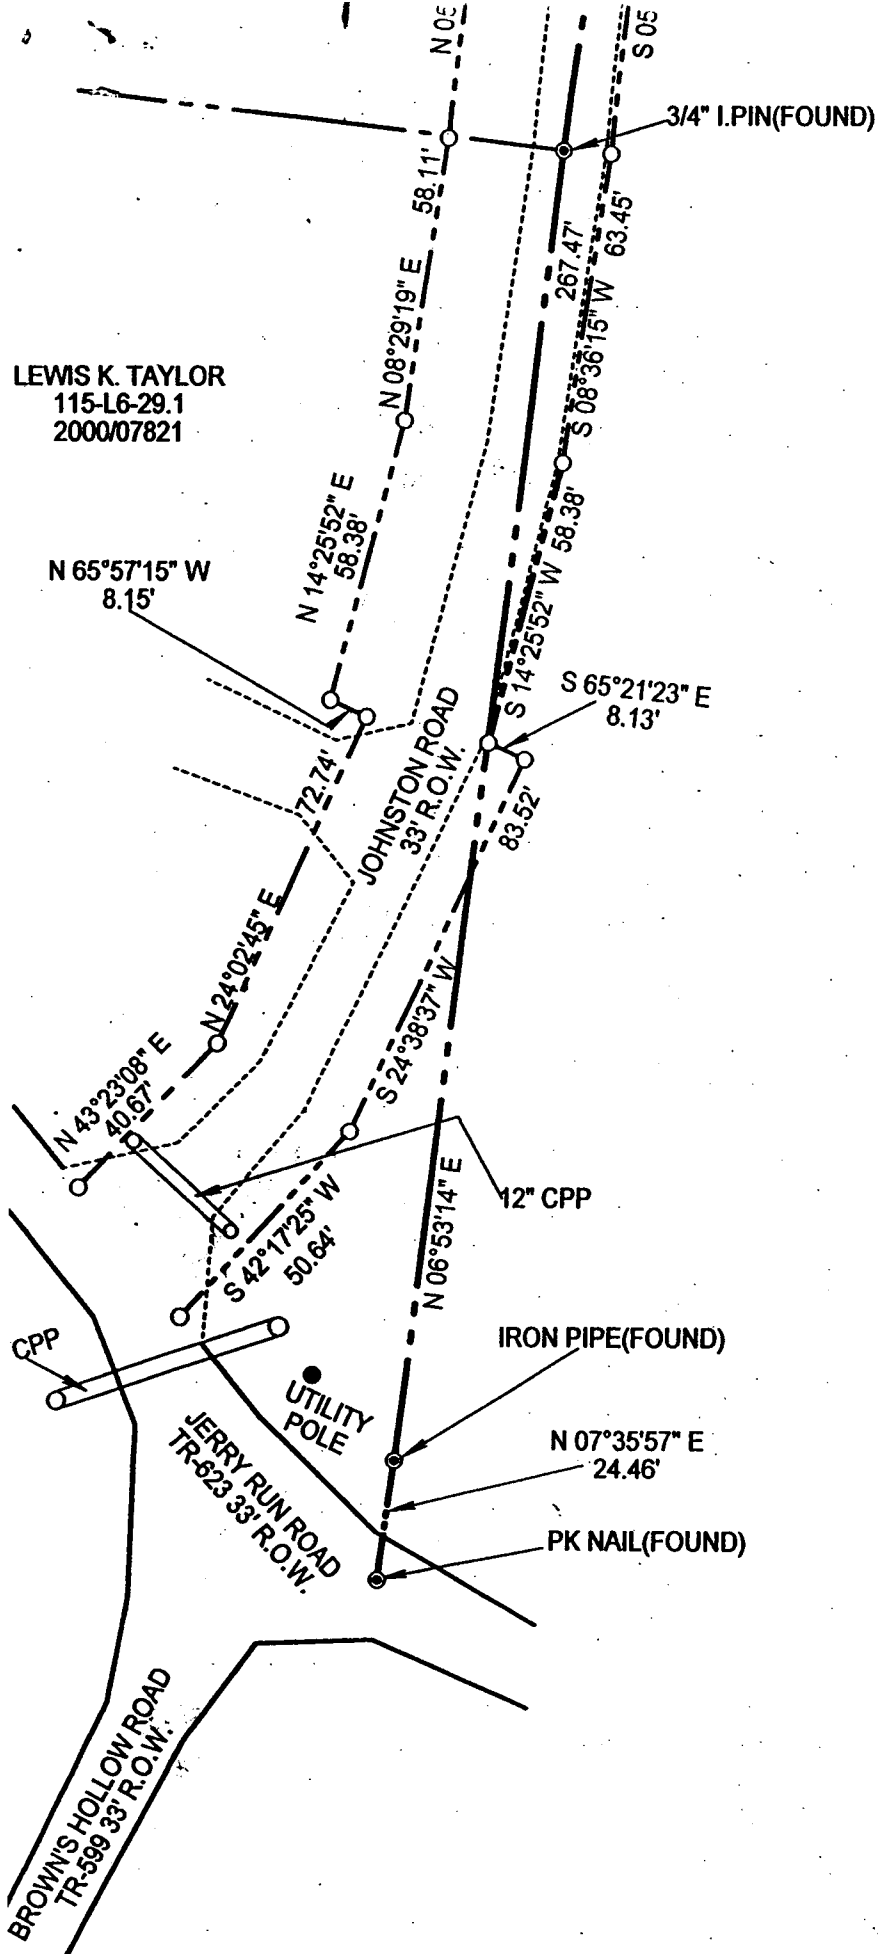 N 05
S 05
3/4" I.PIN(FOUND)
58.11'
63.45'
267.47'
N 08°29'19" E
S 08°36'15" W
LEWIS K. TAYLOR
115-L6-29.1
2000/07821
N 14°25'52" E
58.38'
S 14°25'52" W 58.38'
N 65°57'15" W
8.15'
S 65°21'23" E
8.13'
JOHNSTON ROAD
33' R.O.W.
72.74'
83.52'
N 24°02'45" E
S 24°38'37" W
N 43°23'08" E
40.67'
12" CPP
S 42°17'25" W
50.64'
N 06°53'14" E
CPP
IRON PIPE(FOUND)
UTILITY
POLE
N 07°35'57" E
24.46'
JERRY RUN ROAD
TR-623 33' R.O.W.
PK NAIL(FOUND)
BROWN'S HOLLOW ROAD
TR-599 33' R.O.W.